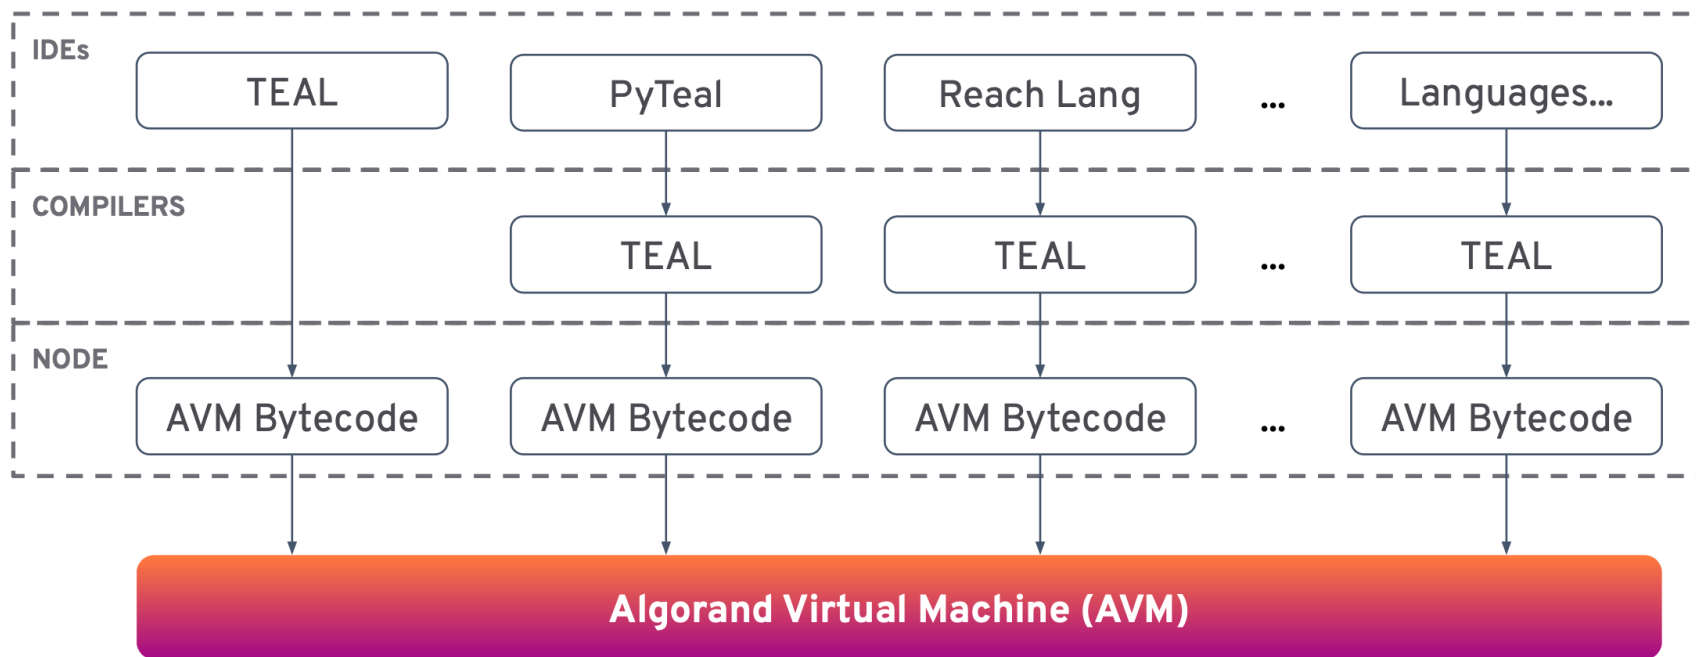 IDEs
TEAL
PyTeal
Reach Lang
...
Languages...
COMPILERS
TEAL
TEAL
...
TEAL
NODE
AVM Bytecode
AVM Bytecode
AVM Bytecode
...
AVM Bytecode
Algorand Virtual Machine (AVM)